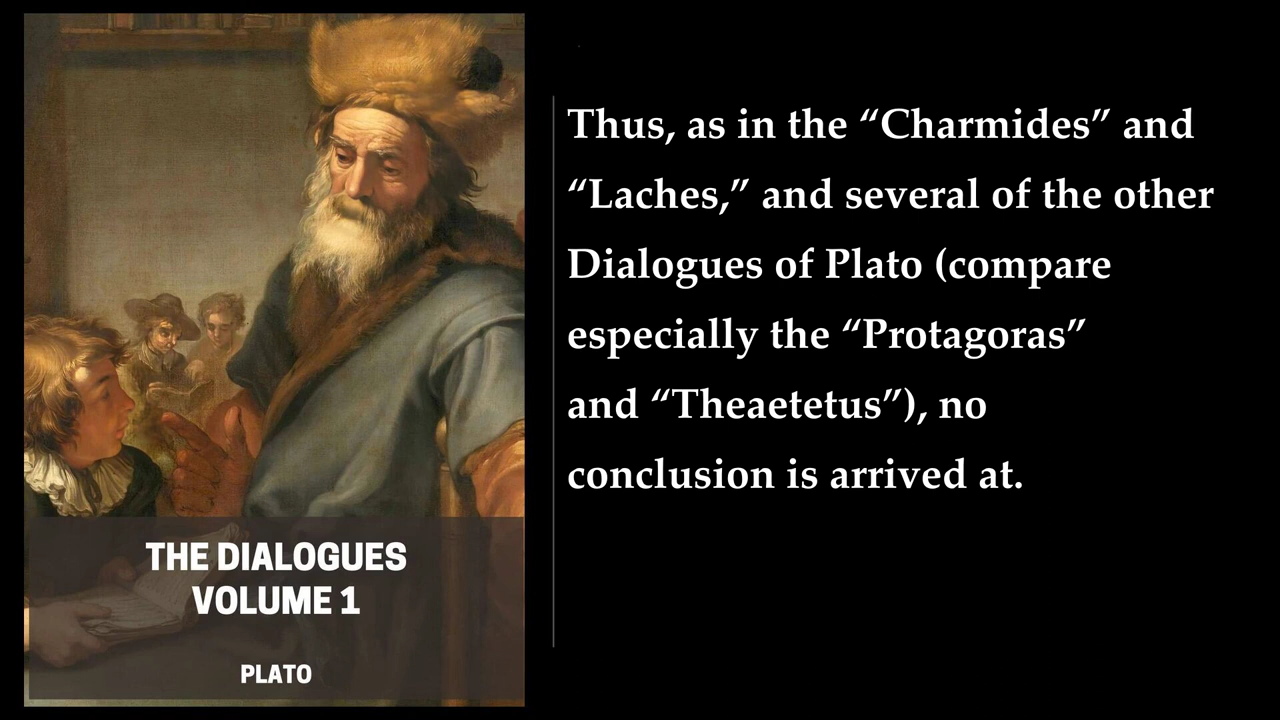 THE DIALOGUES
VOLUME 1
PLATO
Thus, as in the “Charmides” and
“Laches,” and several of the other
Dialogues of Plato (compare
especially the “Protagoras”
and “Theaetetus”), no
conclusion is arrived at.